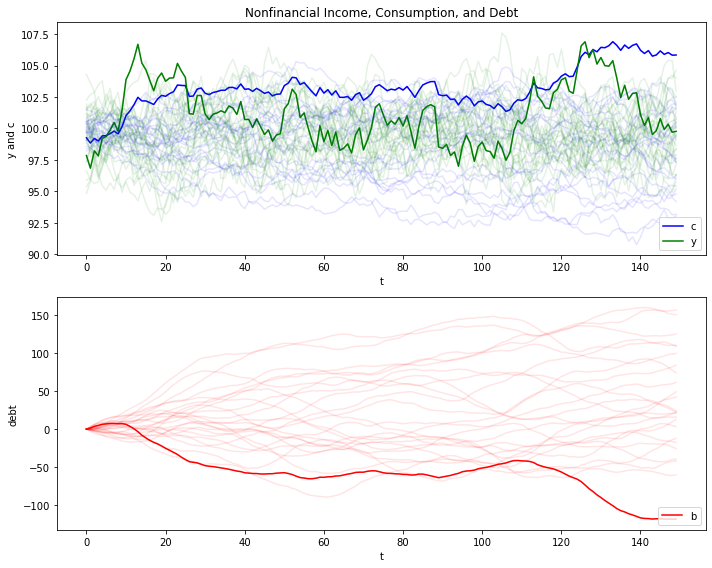 Nonfinancial Income, Consumption, and Debt
107.5
105.0
102.5
100.0
97.5
95.0
92.5
90.0
y and c
c
y
0 20 40 60 80 100 120 140
t
150
100
50
0
−50
−100
debt
b
0 20 40 60 80 100 120 140
t